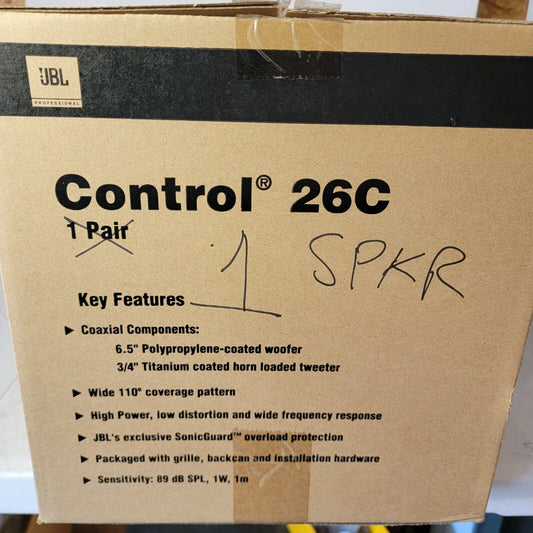 JBL
PROFESSIONAL
Control® 26C
1 Pair
1 SPKR
Key Features
▶ Coaxial Components:
6.5" Polypropylene-coated woofer
3/4" Titanium coated horn loaded tweeter
▶ Wide 110° coverage pattern
▶ High Power, low distortion and wide frequency response
▶ JBL's exclusive SonicGuard™ overload protection
▶ Packaged with grille, backcan and installation hardware
▶ Sensitivity: 89 dB SPL, 1W, 1m